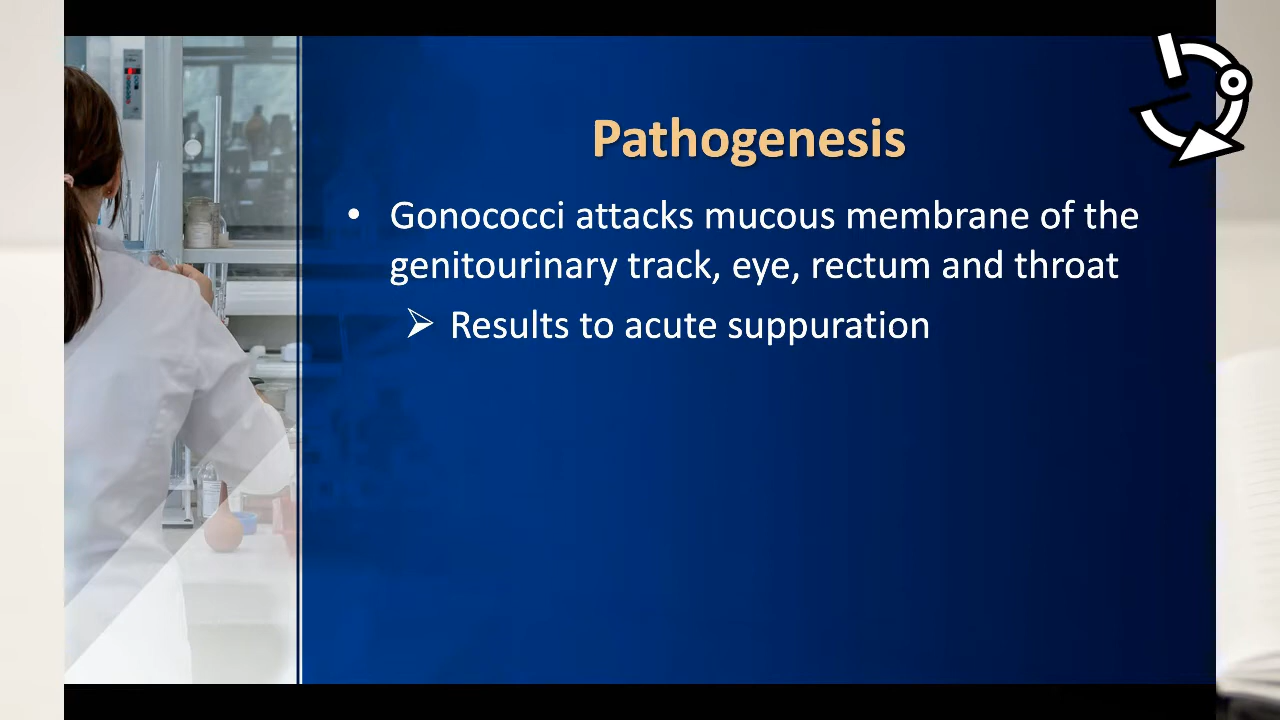 Pathogenesis
• Gonococci attacks mucous membrane of the
genitourinary track, eye, rectum and throat
➢ Results to acute suppuration